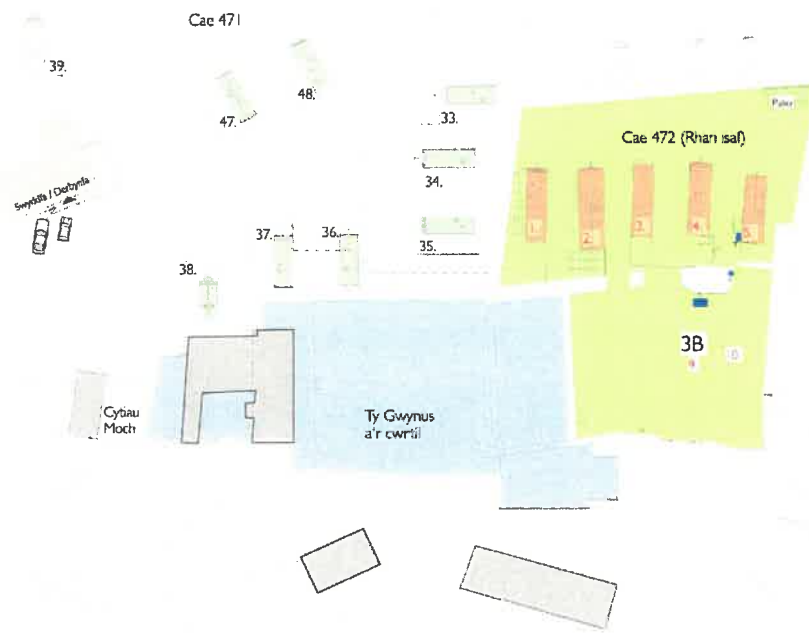 Cae 471
39.
47.
48.
33.
Cae 472 (Rhan isaf)
34.
1.
2.
3.
4.
5.
Swyddfa / Derbynfa
37.
36.
35.
38.
3B
Cytiau
Moch
Ty Gwynus
a'r cwrtil